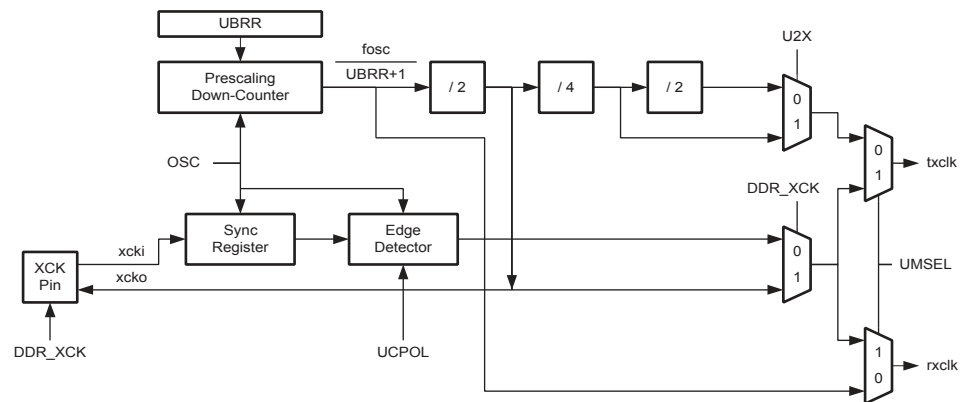 UBRR
fosc
UBRR+1
U2X
Prescaling
Down-Counter
/ 2
/ 4
/ 2
0
1
OSC
0
1
txclk
DDR_XCK
Sync
Register
Edge
Detector
0
1
xcki
XCK
Pin
xcko
UMSEL
DDR_XCK
UCPOL
1
0
rxclk